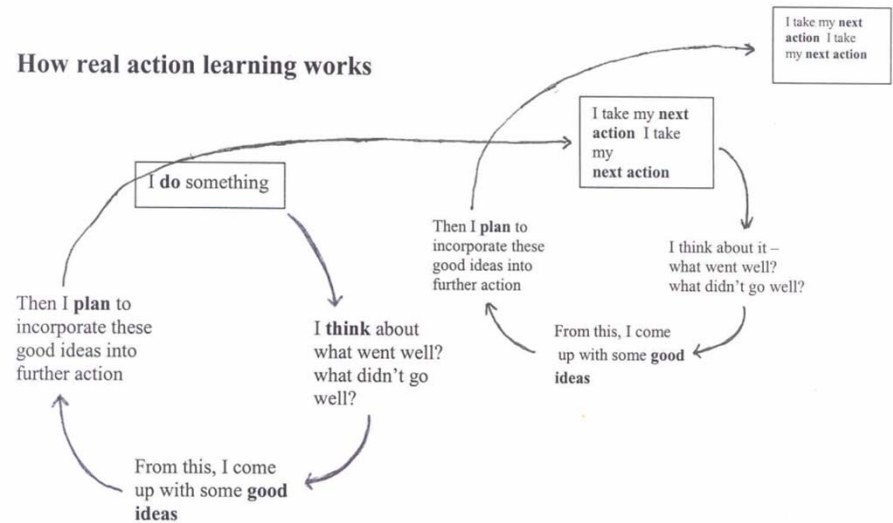 How real action learning works
I do something
I think about
what went well?
what didn't go
well?
From this, I come
up with some good
ideas
Then I plan to
incorporate these
good ideas into
further action
I take my next
action I take
my
next action
I think about it –
what went well?
what didn't go well?
From this, I come
up with some good
ideas
Then I plan to
incorporate these
good ideas into
further action
I take my next
action I take
my next action